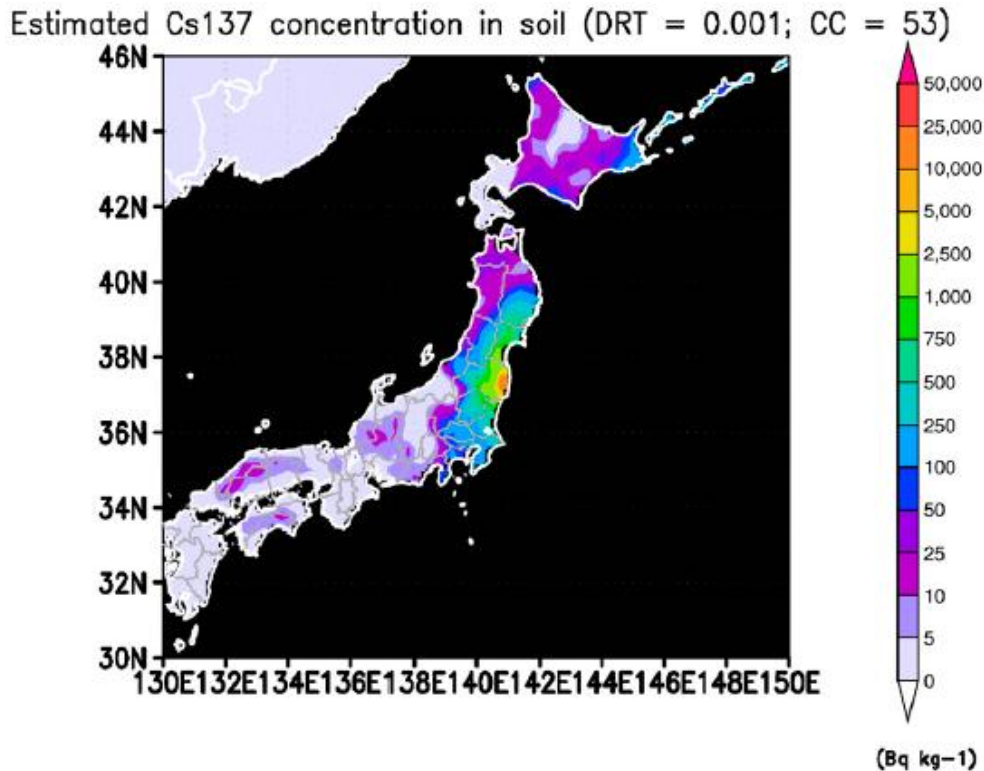 Estimated Cs137 concentration in soil (DRT = 0.001; CC = 53)
46N
44N
42N
40N
38N
36N
34N
32N
30N
130E132E134E136E138E140E142E144E146E148E150E
50,000
25,000
10,000
5,000
2,500
1,000
750
500
250
100
50
25
10
5
0
(Bq kg-1)